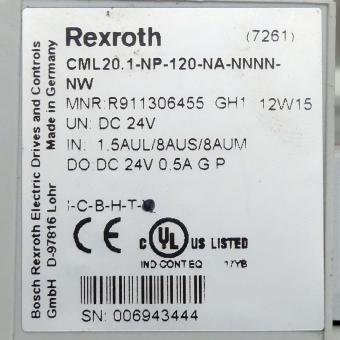 Rexroth (7261)
CML20.1-NP-120-NA-NNNN-
NW
MNR:R911306455 GH1 12W15
UN: DC 24V
IN: 1.5AUL/8AUS/8AUM
DO:DC 24V 0.5A G P
-C-B-H-T-
CE C UL US LISTED
IND CONT EQ 17YB
SN: 006943444
Bosch Rexroth Electric Drives and Controls
GmbH D-97816 Lohr Made in Germany